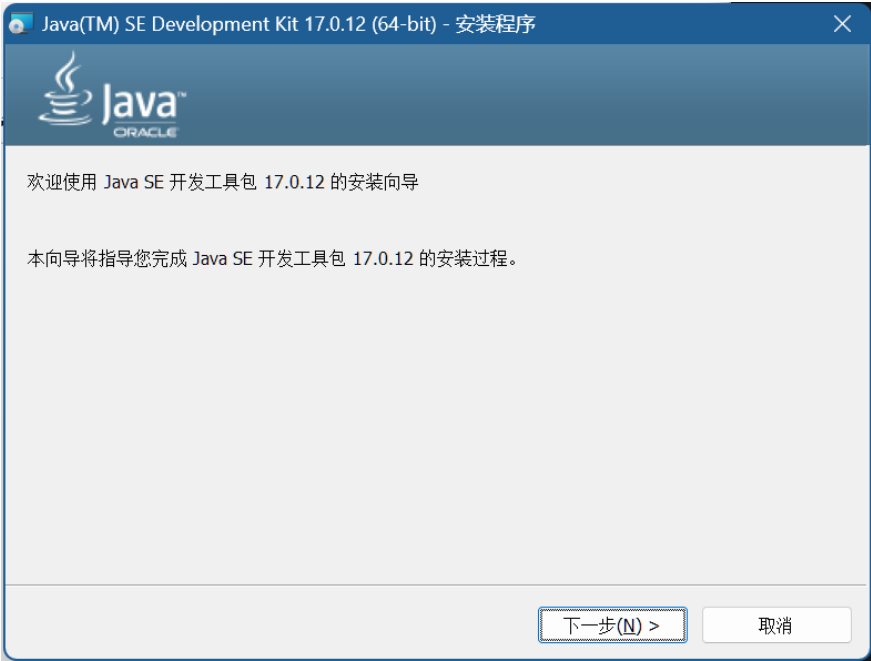 Java(TM) SE Development Kit 17.0.12 (64-bit) - 安装程序
Java™
ORACLE
欢迎使用 Java SE 开发工具包 17.0.12 的安装向导
本向导将指导您完成 Java SE 开发工具包 17.0.12 的安装过程。
下一步(N) >
取消